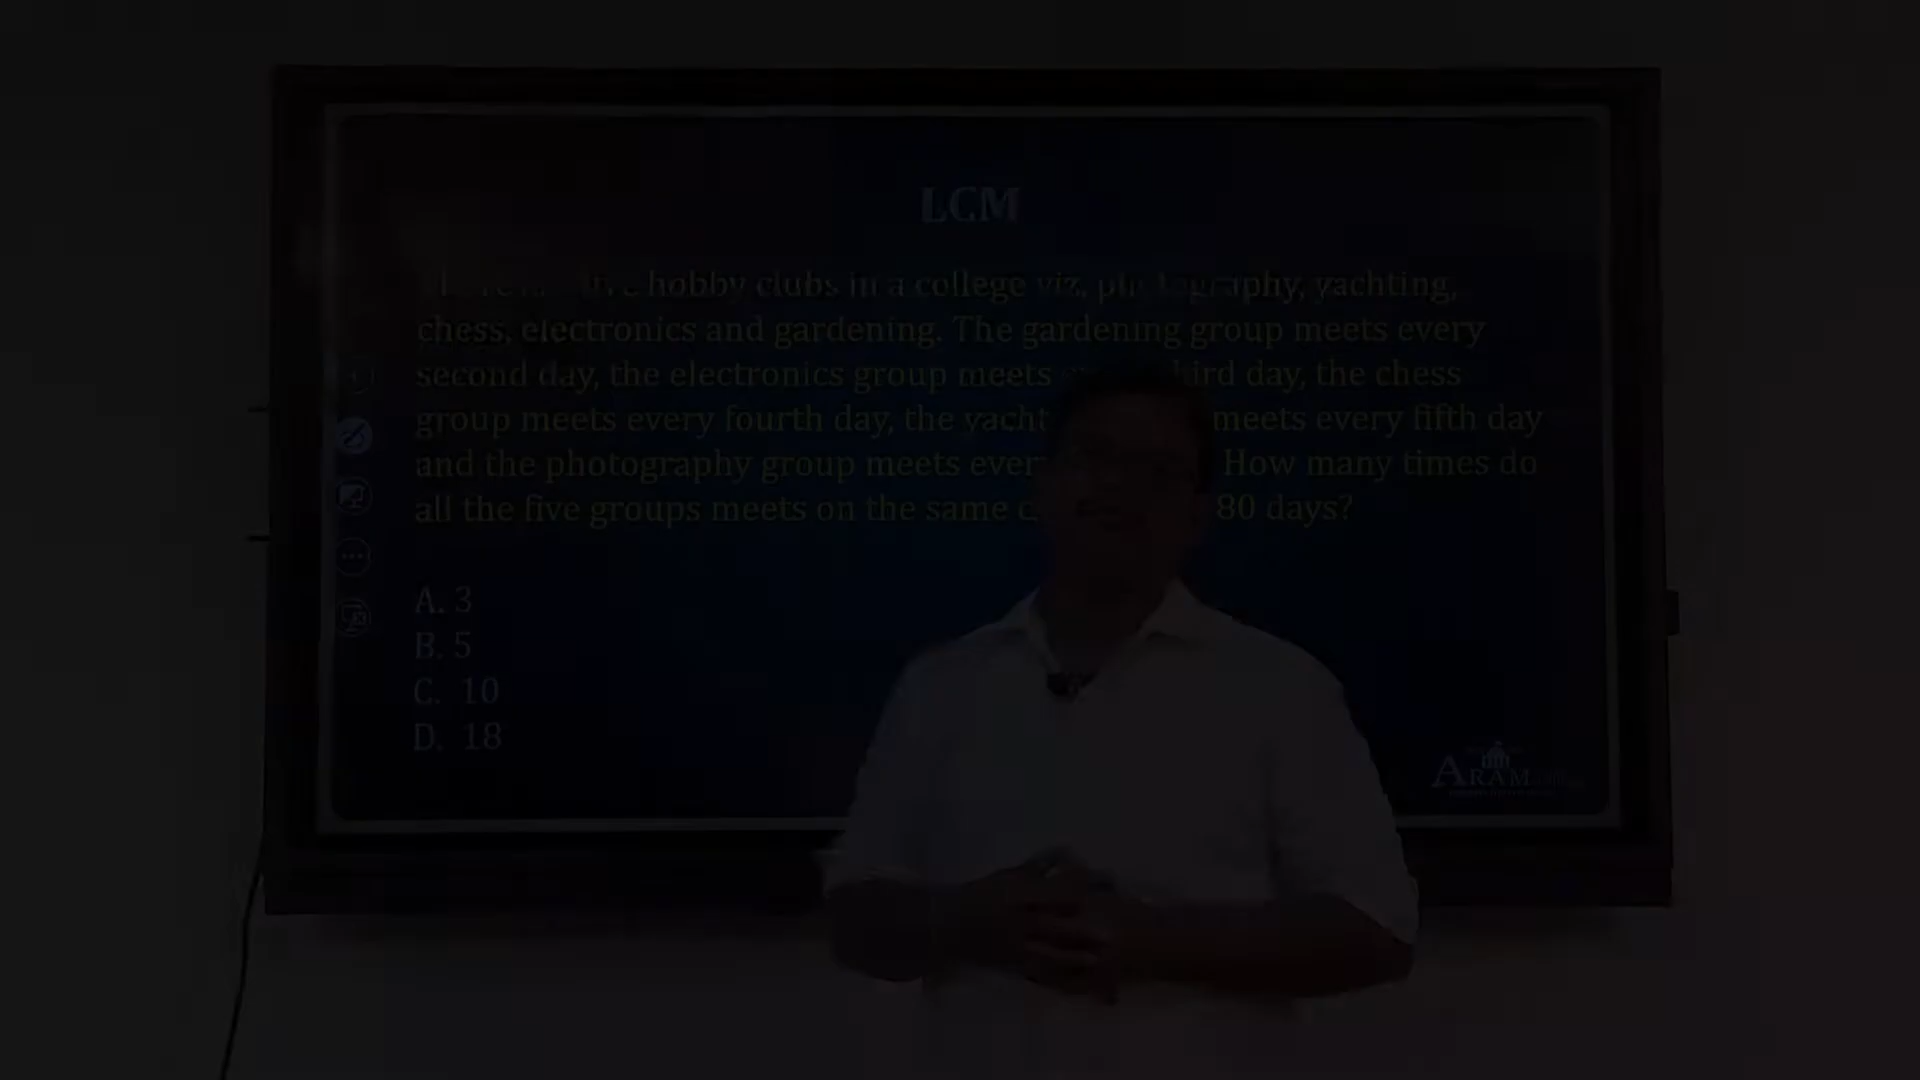 LCM
hobby clubs in a college viz, photography, yachting,
chess, electronics and gardening. The gardening group meets every
second day, the electronics group meets third day, the chess
group meets every fourth day, the yacht meets every fifth day
and the photography group meets ever How many times do
all the five groups meets on the same 80 days?
A. 3
B. 5
C. 10
D. 18
ARAM